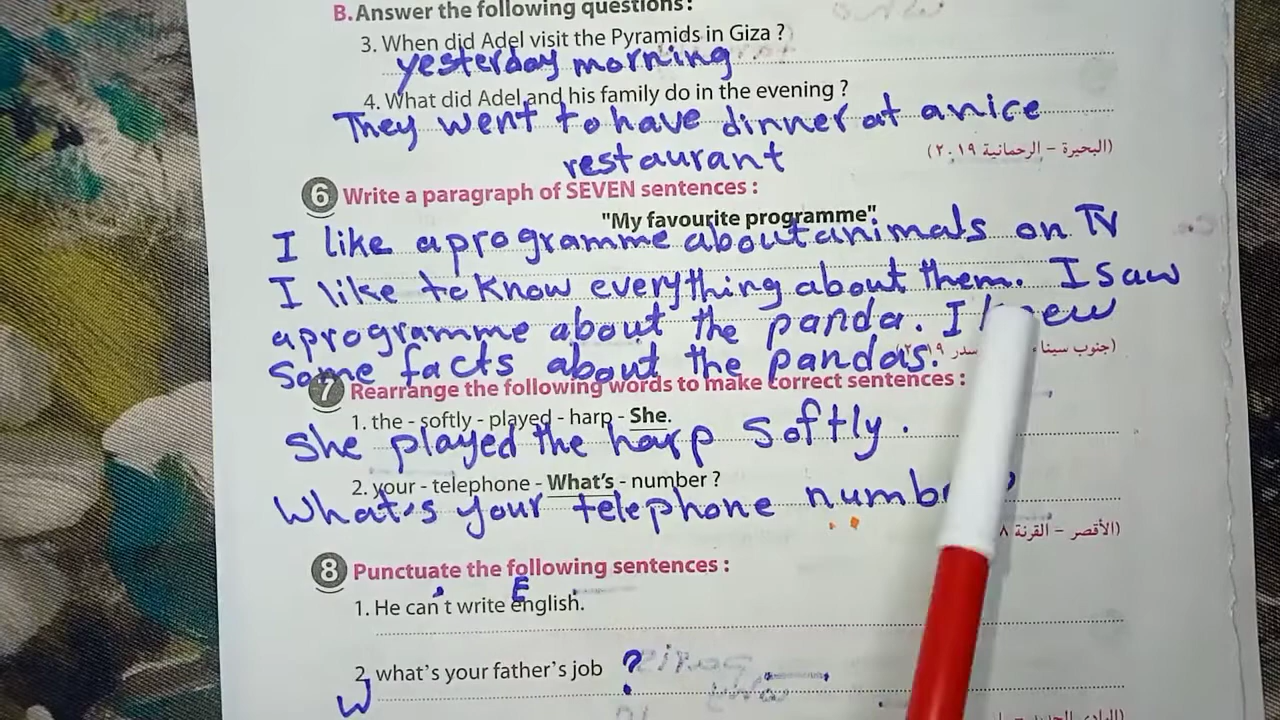 B. Answer the following questions:
3. When did Adel visit the Pyramids in Giza ?
yesterday morning
4. What did Adel and his family do in the evening ?
They went to have dinner at a nice
restaurant
(البحيرة – الرحمانية ٢٠١٩)
6 Write a paragraph of SEVEN sentences :
"My favourite programme"
I like a programme about animals on TV
I like to know everything about them. I saw
a programme about the panda. I knew
some facts about the pandas.
(جنوب سيناء
7 Rearrange the following words to make correct sentences :
1. the - softly - played - harp - She.
She played the harp softly.
2. your - telephone - What's - number ?
What's your telephone
(الأقصر – القرنة
8 Punctuate the following sentences :
1. He can't write English.
2. what's your father's job ?
W